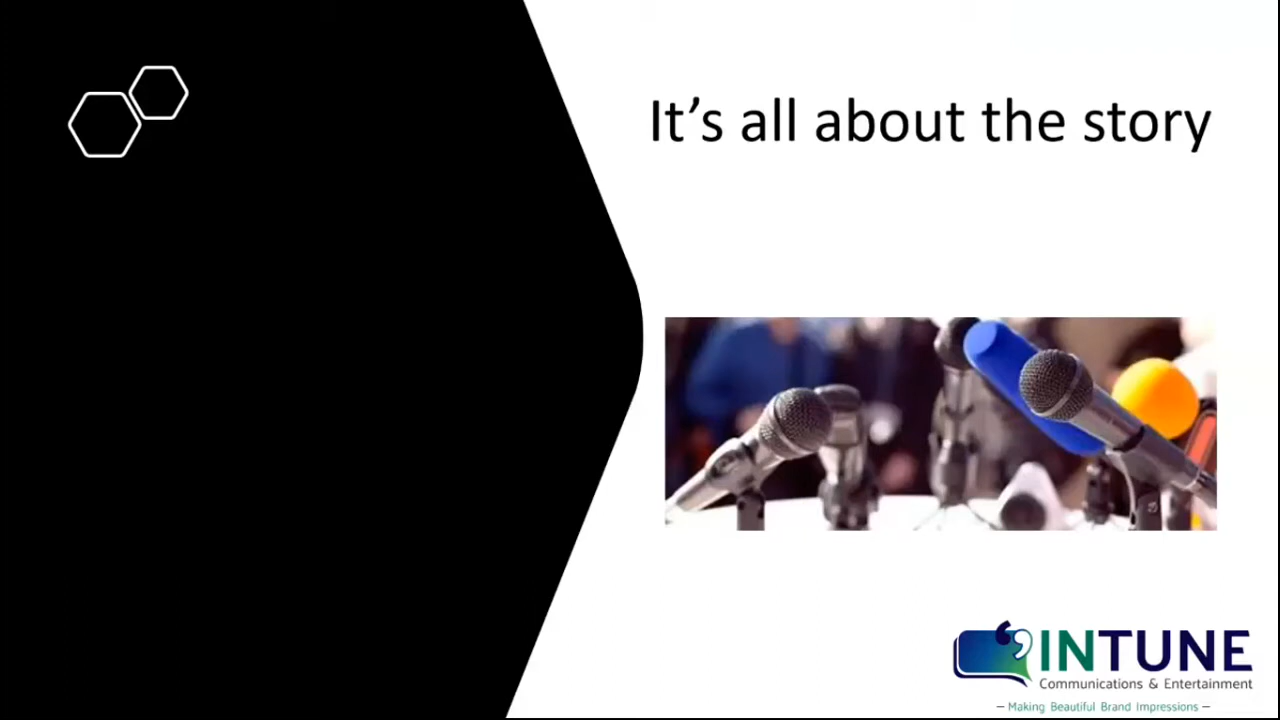 It’s all about the story
INTUNE
Communications & Entertainment
– Making Beautiful Brand Impressions –